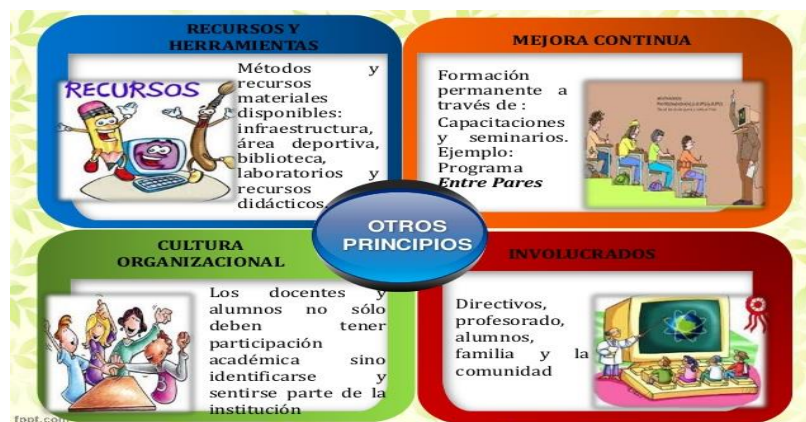 RECURSOS Y
HERRAMIENTAS
RECURSOS
Métodos y
recursos
materiales
disponibles:
infraestructura,
área deportiva,
biblioteca,
laboratorios y
recursos
didácticos.
MEJORA CONTINUA
Formación
permanente a
través de :
Capacitaciones
y seminarios.
Ejemplo:
Programa
Entre Pares
OTROS
PRINCIPIOS
CULTURA
ORGANIZACIONAL
Los docentes y
alumnos no sólo
deben tener
participación
académica sino
identificarse y
sentirse parte de la
institución
INVOLUCRADOS
Directivos,
profesorado,
alumnos,
familia y la
comunidad
fppt.com